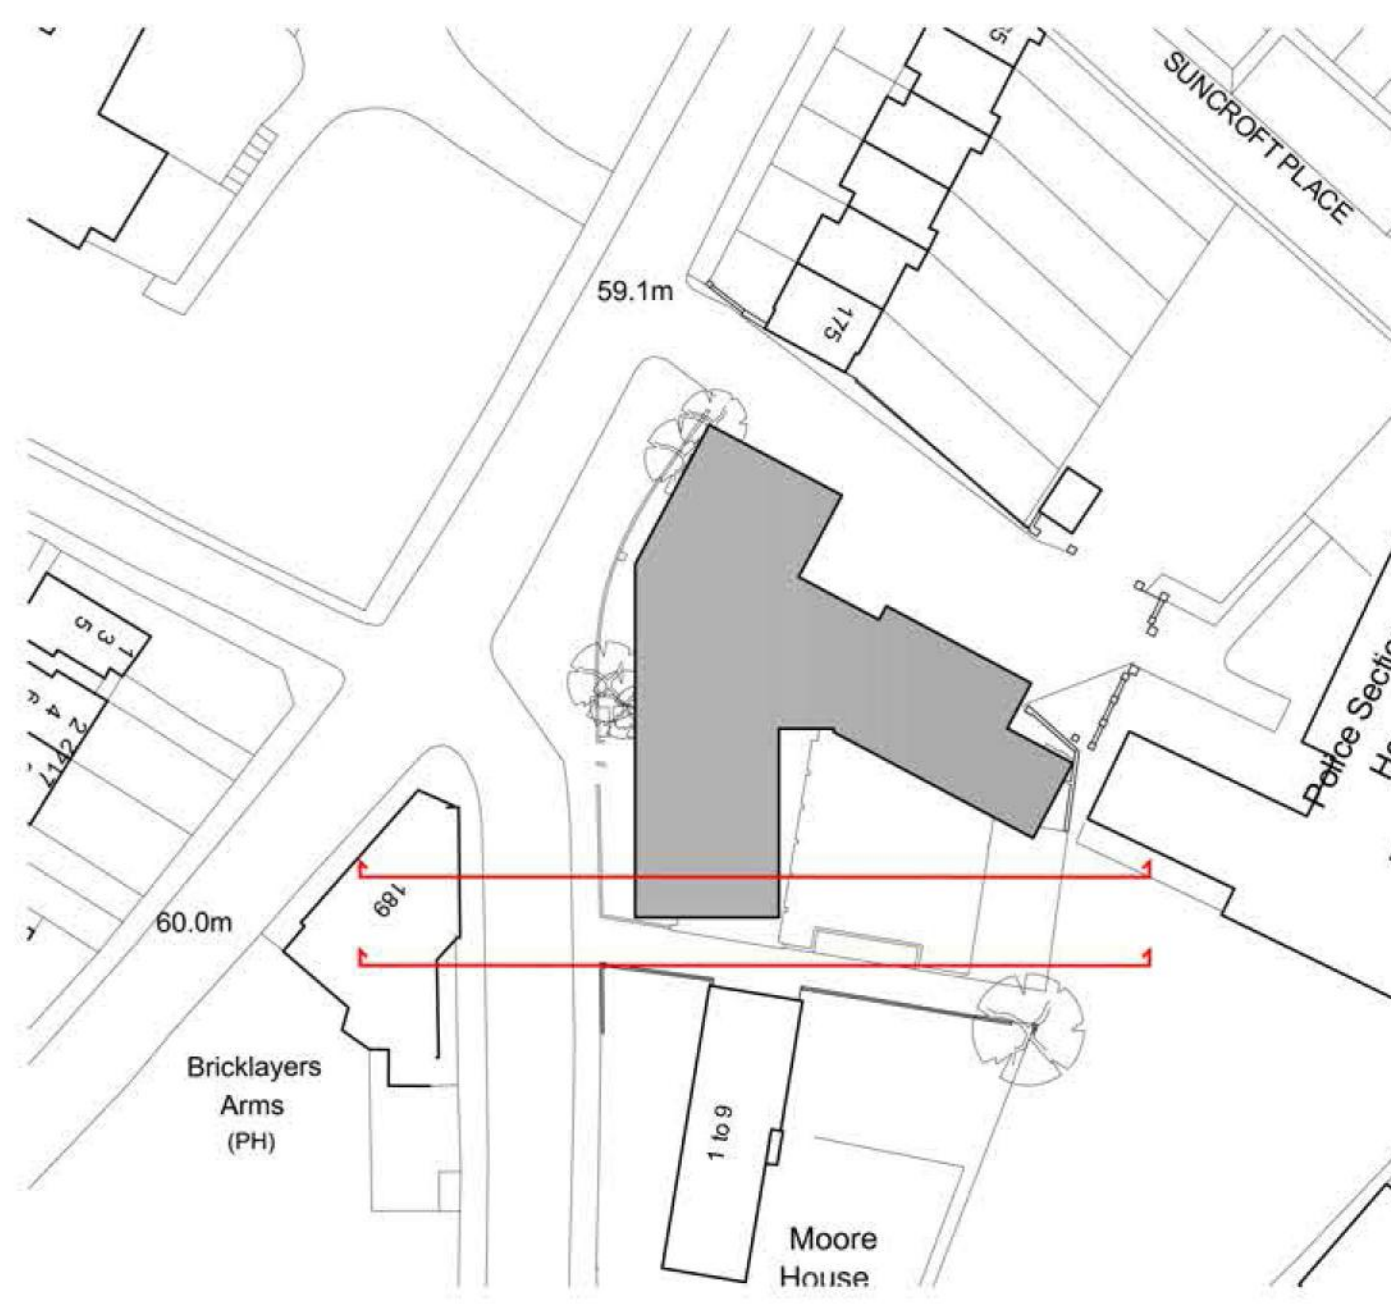 SUNCROFT PLACE
59.1m
175
1
3
5
2
4
189
60.0m
Police Sectio
Bricklayers
Arms
(PH)
1 to 9
Moore
House